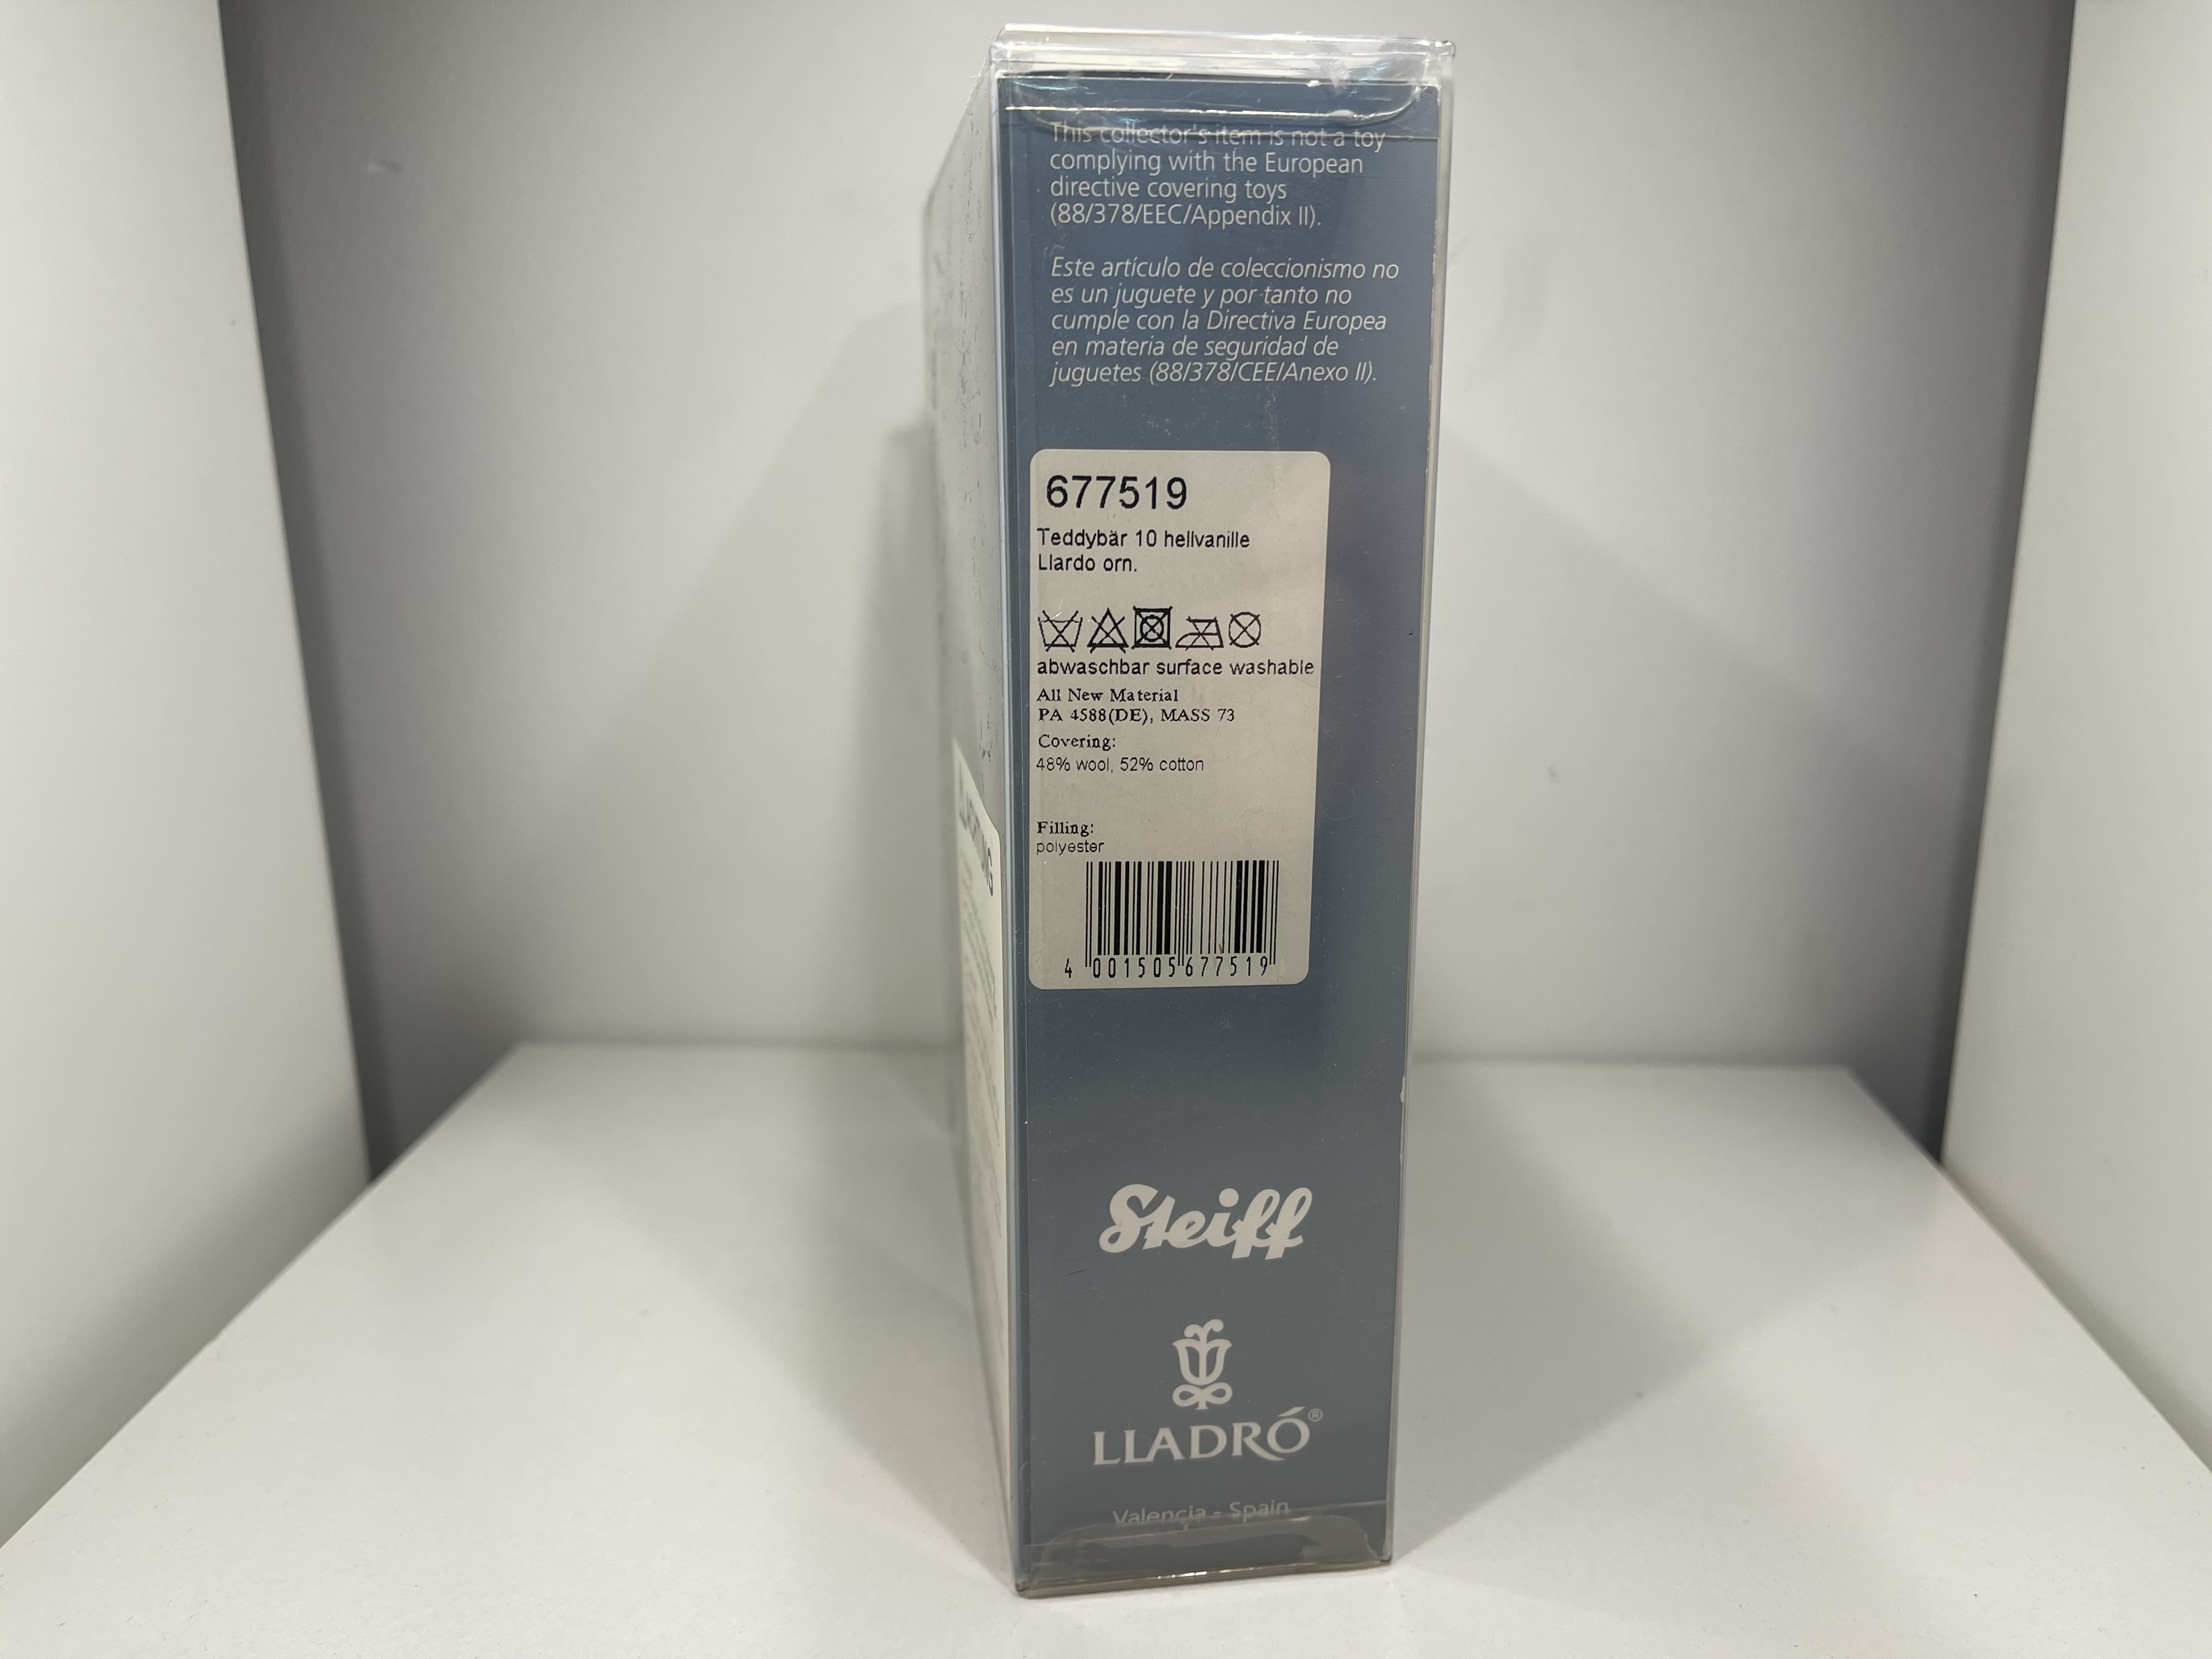 This collector's item is not a toy
complying with the European
directive covering toys
(88/378/EEC/Appendix II).
Este artículo de coleccionismo no
es un juguete y por tanto no
cumple con la Directiva Europea
en materia de seguridad de
juguetes (88/378/CEE/Anexo II).
677519
Teddybär 10 hellvanille
Llardo orn.
abwaschbar surface washable
All New Material
PA 4588(DE), MASS 73
Covering:
48% wool, 52% cotton
Filling:
polyester
4 001505 677519
Steiff
LLADRÓ®
Valencia - Spain